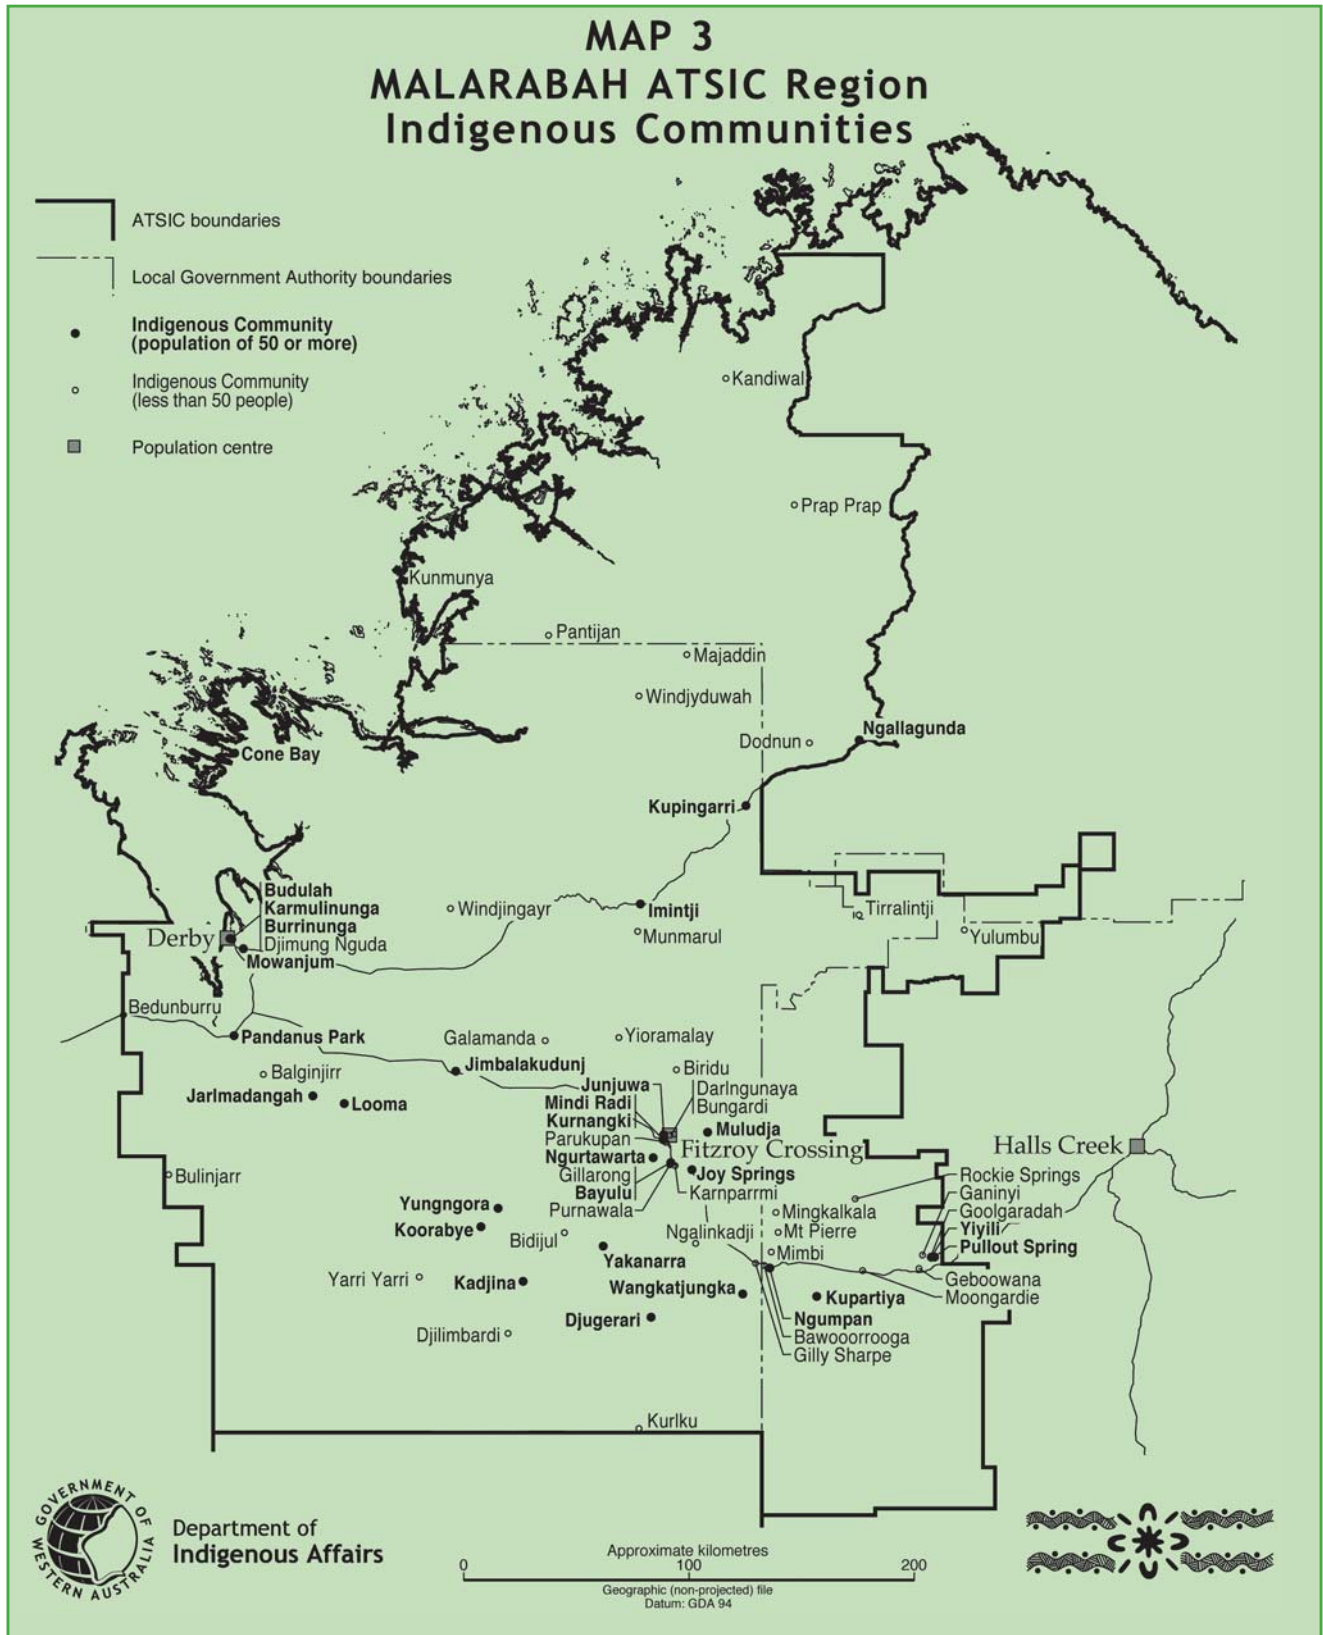 MAP 3
MALARABAH ATSIC Region
Indigenous Communities
ATSIC boundaries
Local Government Authority boundaries
Indigenous Community
(population of 50 or more)
Indigenous Community
(less than 50 people)
Population centre
Kandiwal
Prap Prap
Kunmunya
Pantijan
Majaddin
Windjyduwah
Ngallagunda
Dodnun
Cone Bay
Kupingarri
Budulah
Karmulinunga
Burrinunga
Derby
Djimung Nguda
Mowanjum
Windjingayr
Imintji
Munmarul
Tirralintji
Yulumbu
Bedunburru
Pandanus Park
Galamanda
Yioramalay
Balginjirr
Jimbalakudunj
Biridu
Jarlmadangah
Looma
Junjuwa
Darlngunaya
Mindi Radi
Bungardi
Kurnangki
Muludja
Parukupan
Fitzroy Crossing
Halls Creek
Ngurtawarta
Gillarong
Joy Springs
Bayulu
Karnparrmi
Purnawala
Bulinjarr
Rockie Springs
Ganinyi
Goolgaradah
Yiyili
Pullout Spring
Yungngora
Koorabye
Mingkalkala
Bidijul
Ngalinkadji
Mt Pierre
Mimbi
Yakanarra
Yarri Yarri
Kadjina
Wangkatjungka
Geboowana
Moongardie
Kupartiya
Djugerari
Ngumpan
Bawooorrooga
Gilly Sharpe
Djilimbardi
Kurlku
GOVERNMENT OF
WESTERN AUSTRALIA
Department of
Indigenous Affairs
Approximate kilometres
0 100 200
Geographic (non-projected) file
Datum: GDA 94